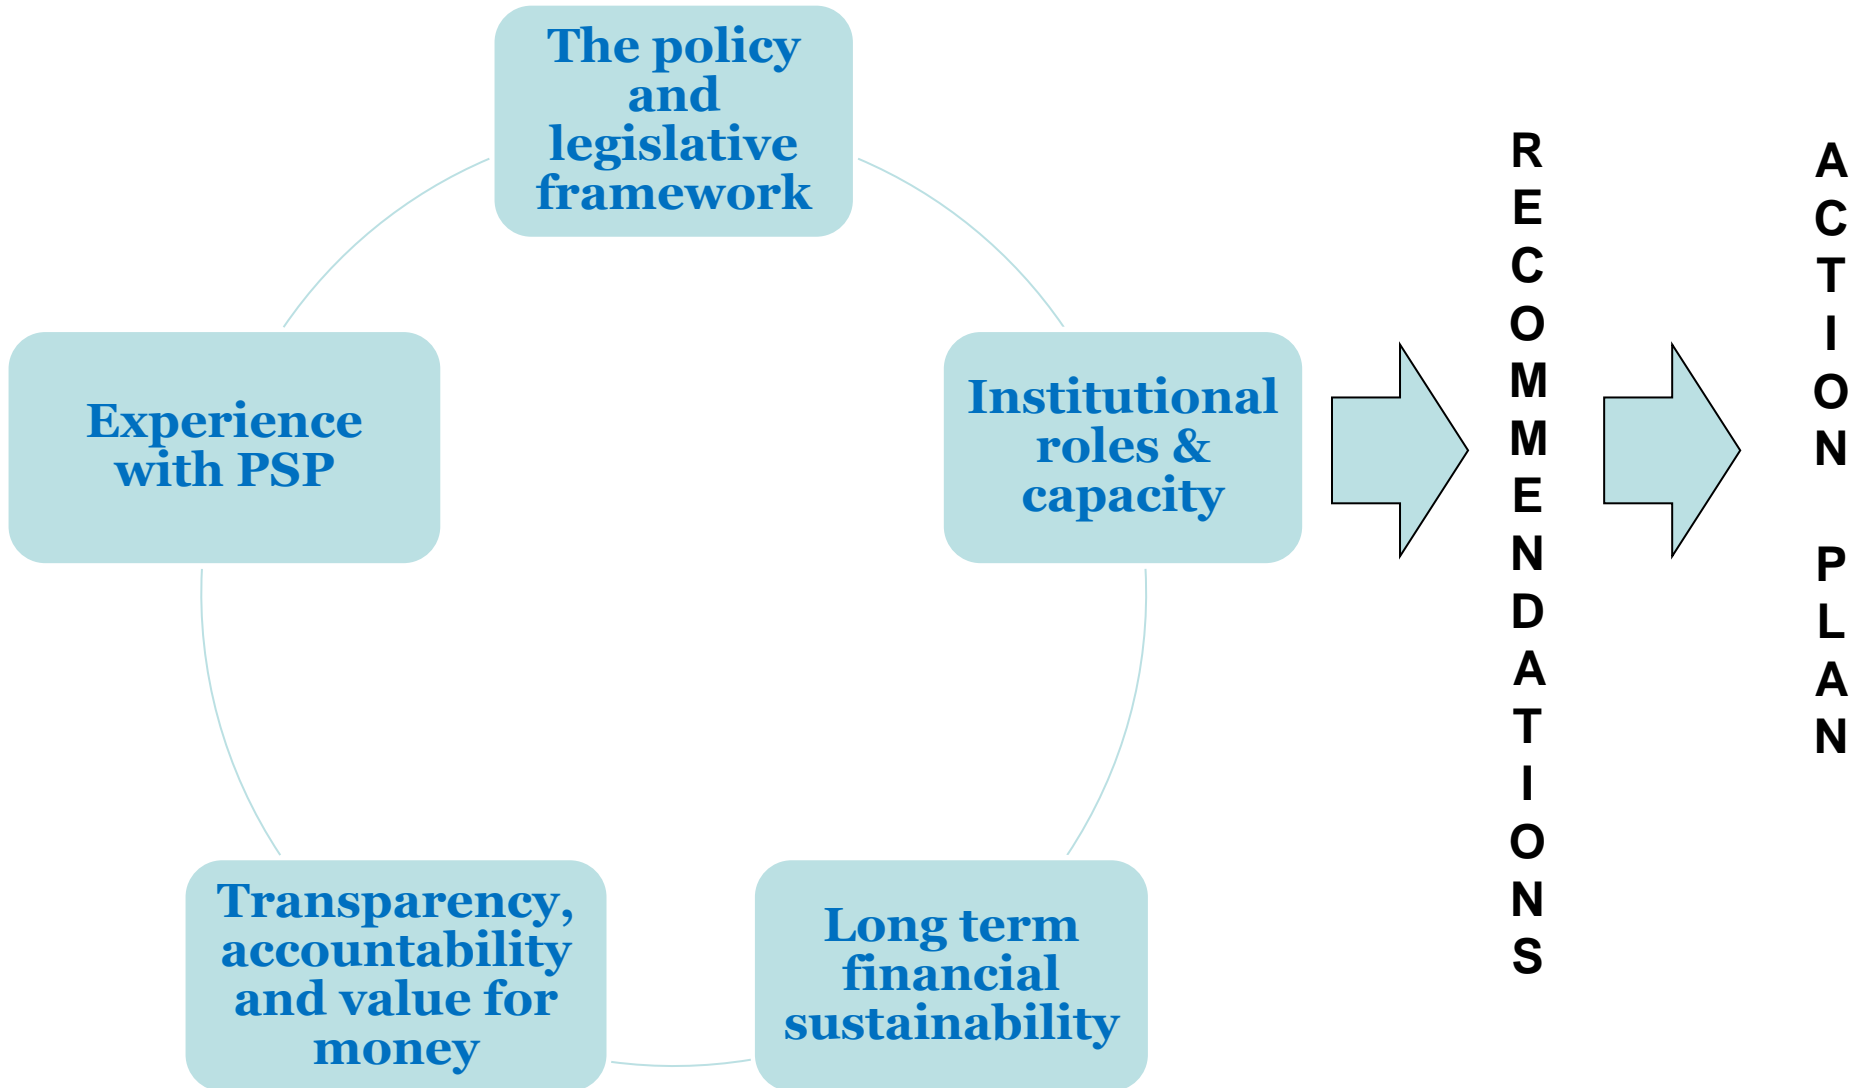 The policy
and
legislative
framework
Experience
with PSP
Institutional
roles &
capacity
Transparency,
accountability
and value for
money
Long term
financial
sustainability
R
E
C
O
M
M
E
N
D
A
T
I
O
N
S
A
C
T
I
O
N
P
L
A
N